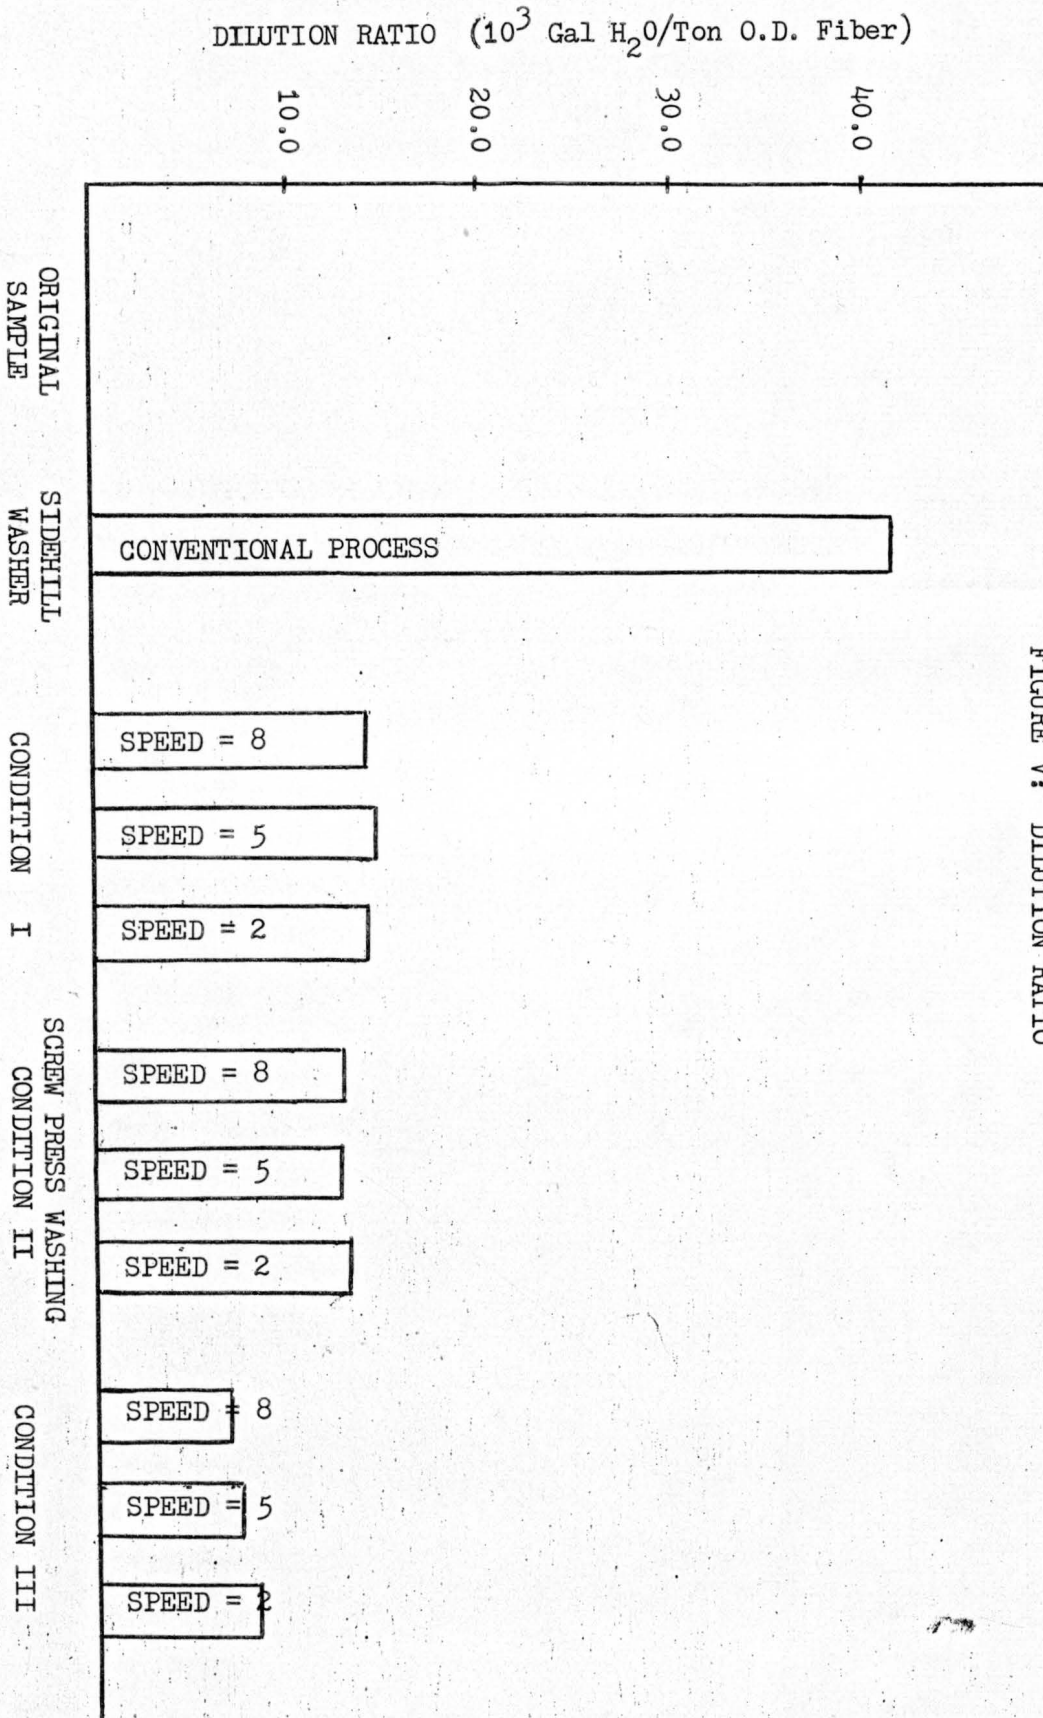 DILUTION RATIO (10³ Gal H₂O/Ton O.D. Fiber)
10.0
20.0
30.0
40.0
ORIGINAL
SAMPLE
SIDEHILL
WASHER
CONVENTIONAL PROCESS
CONDITION I
SPEED = 8
SPEED = 5
SPEED = 2
SCREW PRESS WASHING
CONDITION II
SPEED = 8
SPEED = 5
SPEED = 2
CONDITION III
SPEED = 8
SPEED = 5
SPEED = 2
FIGURE V: DILUTION RATIO